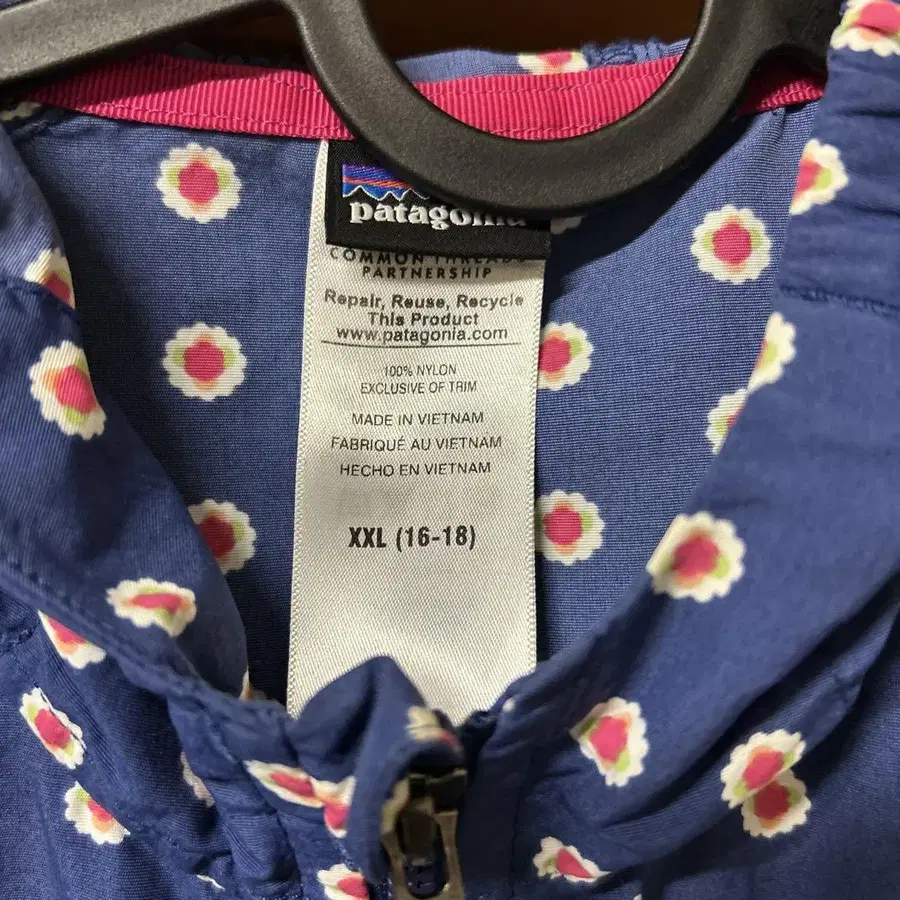 patagonia
COMMON THREADS
PARTNERSHIP
Repair, Reuse, Recycle
This Product
www.patagonia.com
100% NYLON
EXCLUSIVE OF TRIM
MADE IN VIETNAM
FABRIQUÉ AU VIETNAM
HECHO EN VIETNAM
XXL (16-18)